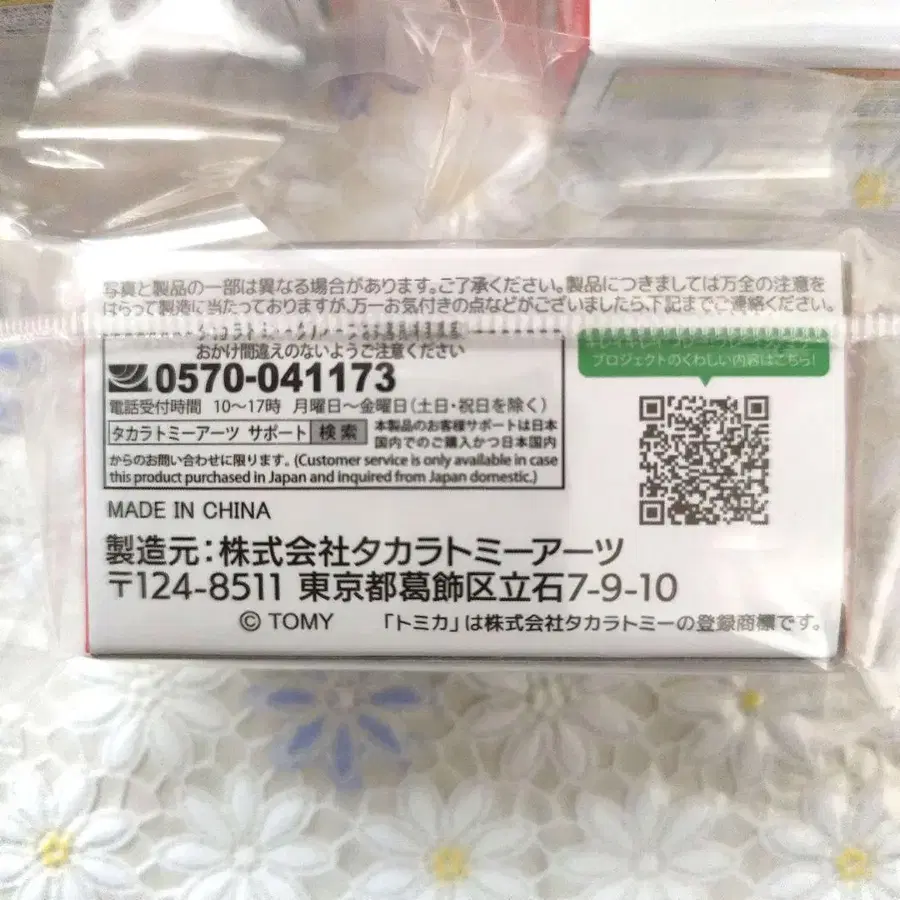 写真と製品の一部は異なる場合があります。ご了承ください。製品につきましては万全の注意を
はらって製造に当たっておりますが、万一お気付きの点などがございましたら、下記までご連絡ください。
おかけ間違えのないようご注意ください
0570-041173
電話受付時間 10〜17時 月曜日〜金曜日(土日・祝日を除く)
タカラトミーアーツ サポート 検索
本製品のお客様サポートは日本
国内でのご購入かつ日本国内
からのお問い合わせに限ります。(Customer service is only available in case
this product purchased in Japan and inquired from Japan domestic.)
プロジェクトのくわしい内容はこちら!
MADE IN CHINA
製造元:株式会社タカラトミーアーツ
〒124-8511 東京都葛飾区立石7-9-10
© TOMY 「トミカ」は株式会社タカラトミーの登録商標です。